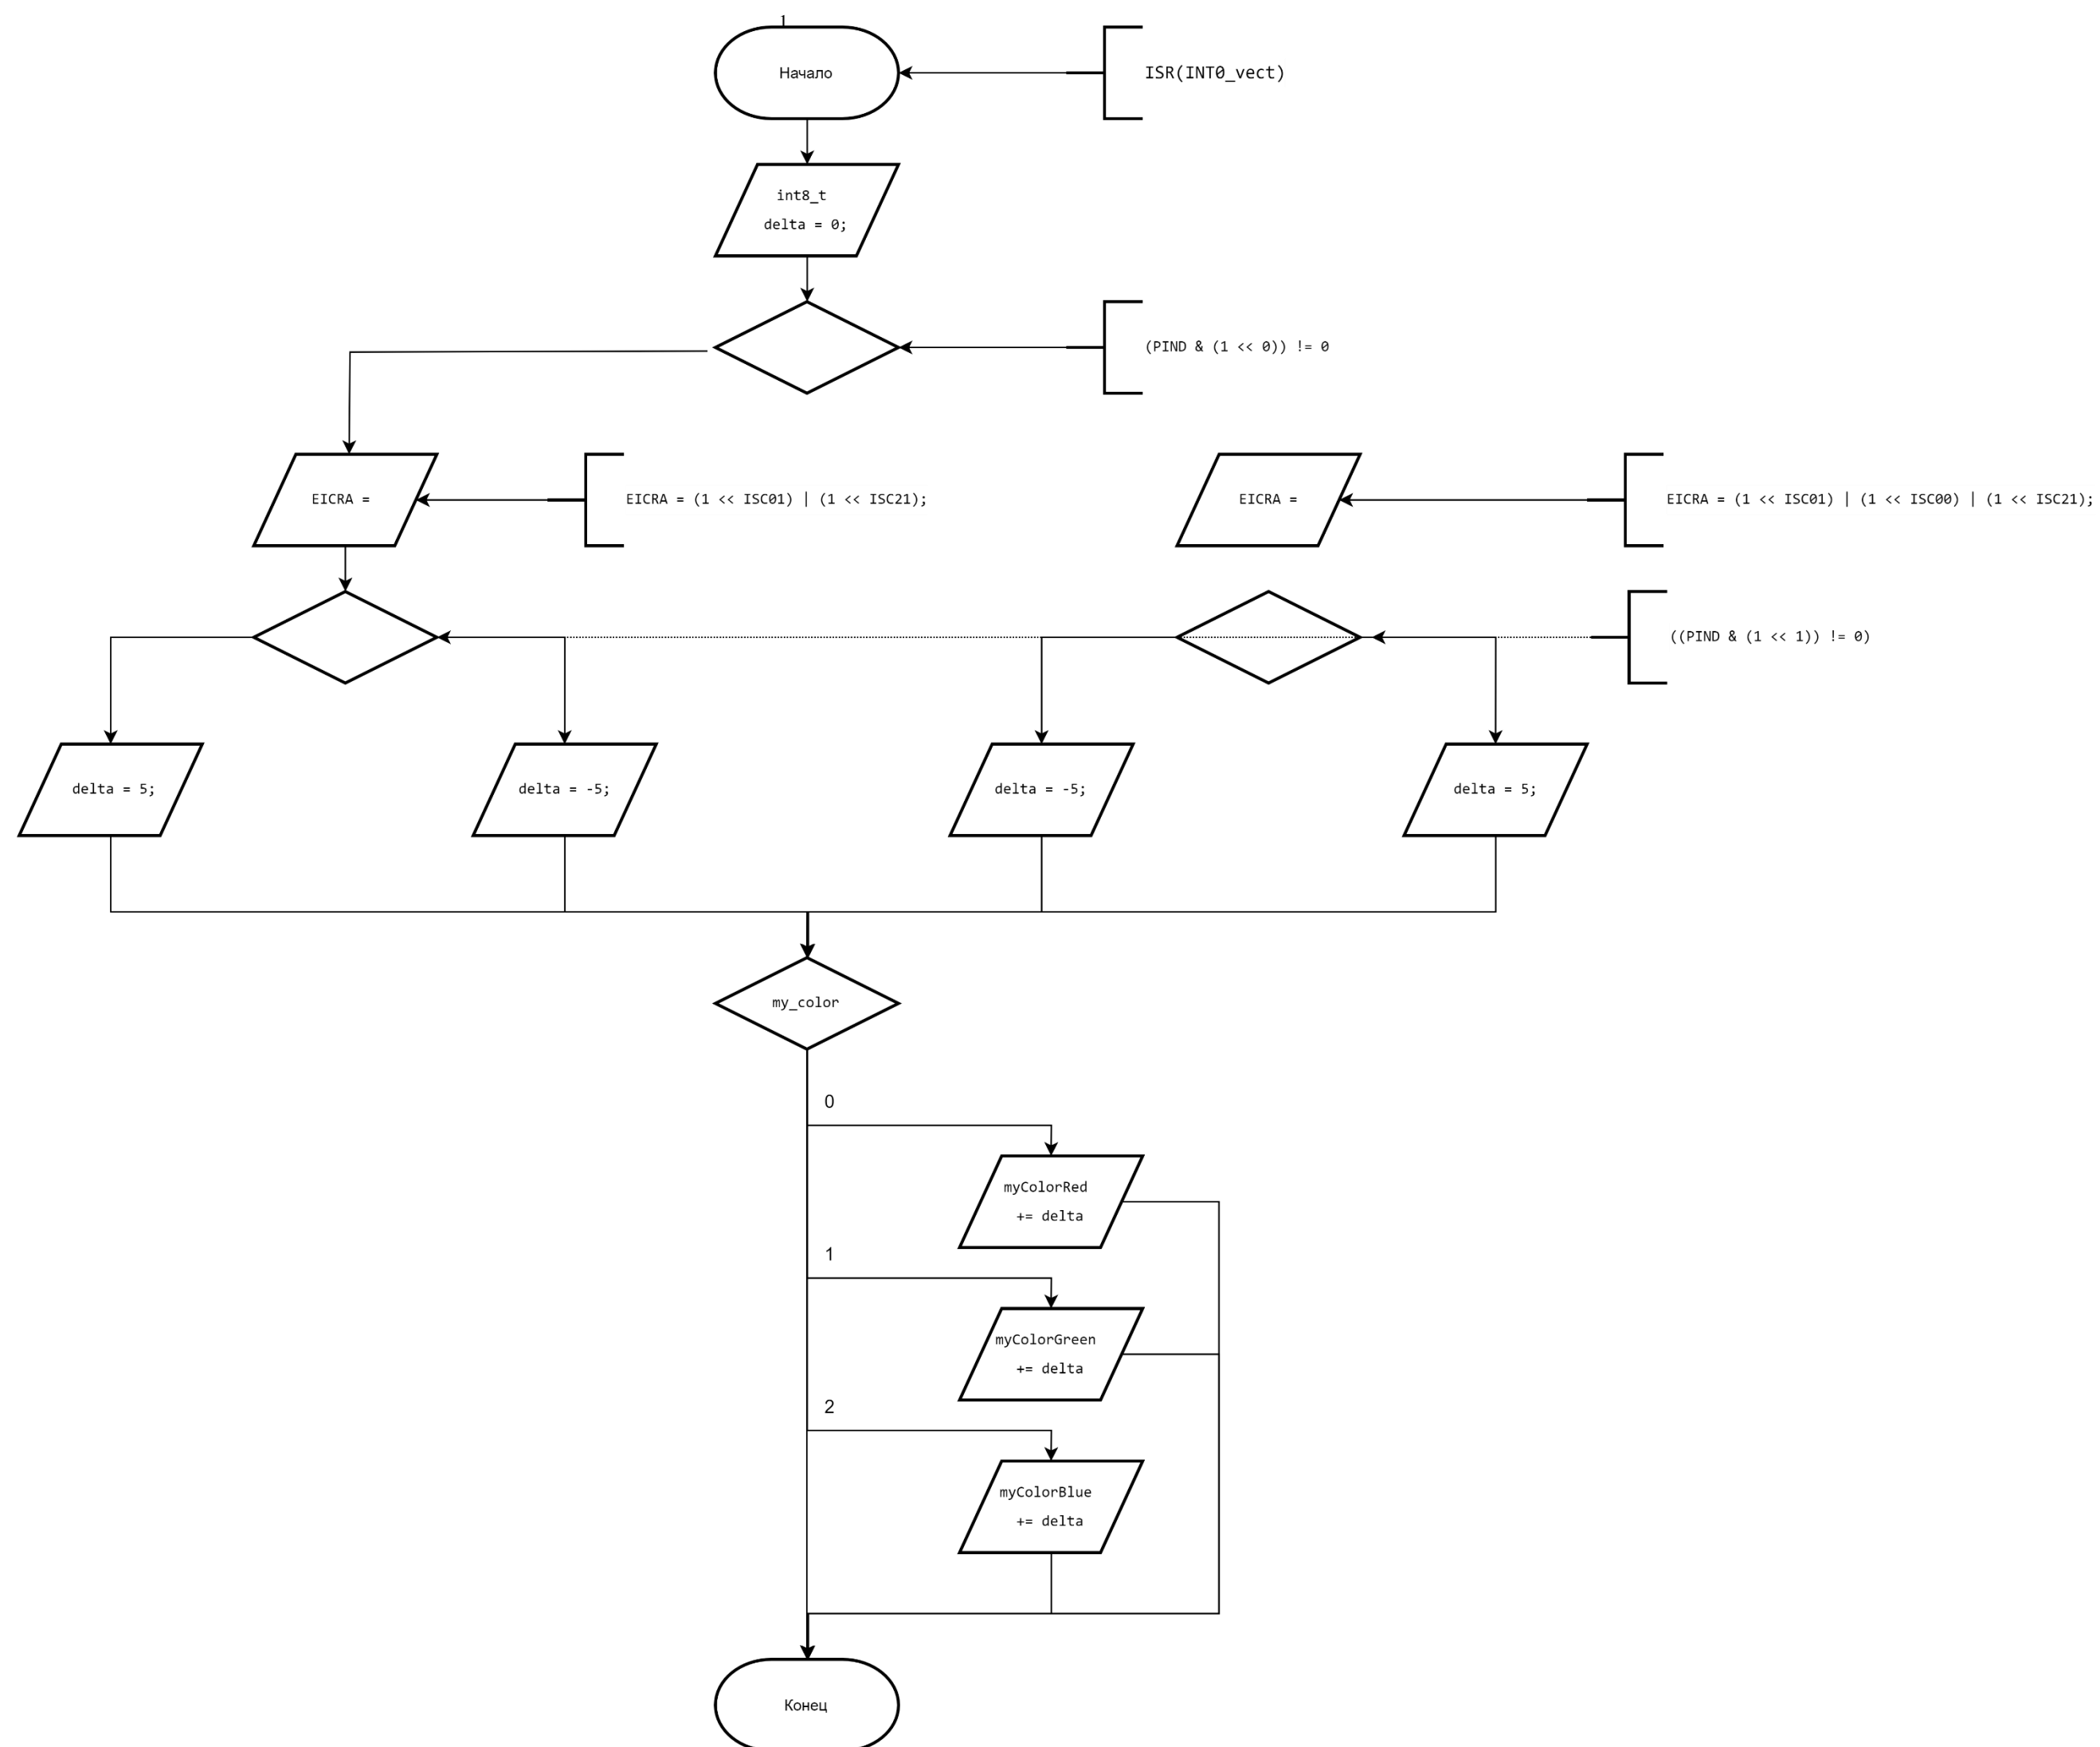 1
Начало
ISR(INT0_vect)
int8_t
delta = 0;
(PIND & (1 << 0)) != 0
EICRA =
EICRA = (1 << ISC01) | (1 << ISC21);
EICRA =
EICRA = (1 << ISC01) | (1 << ISC00) | (1 << ISC21);
((PIND & (1 << 1)) != 0)
delta = 5;
delta = -5;
delta = -5;
delta = 5;
my_color
0
myColorRed
+= delta
1
myColorGreen
+= delta
2
myColorBlue
+= delta
Конец